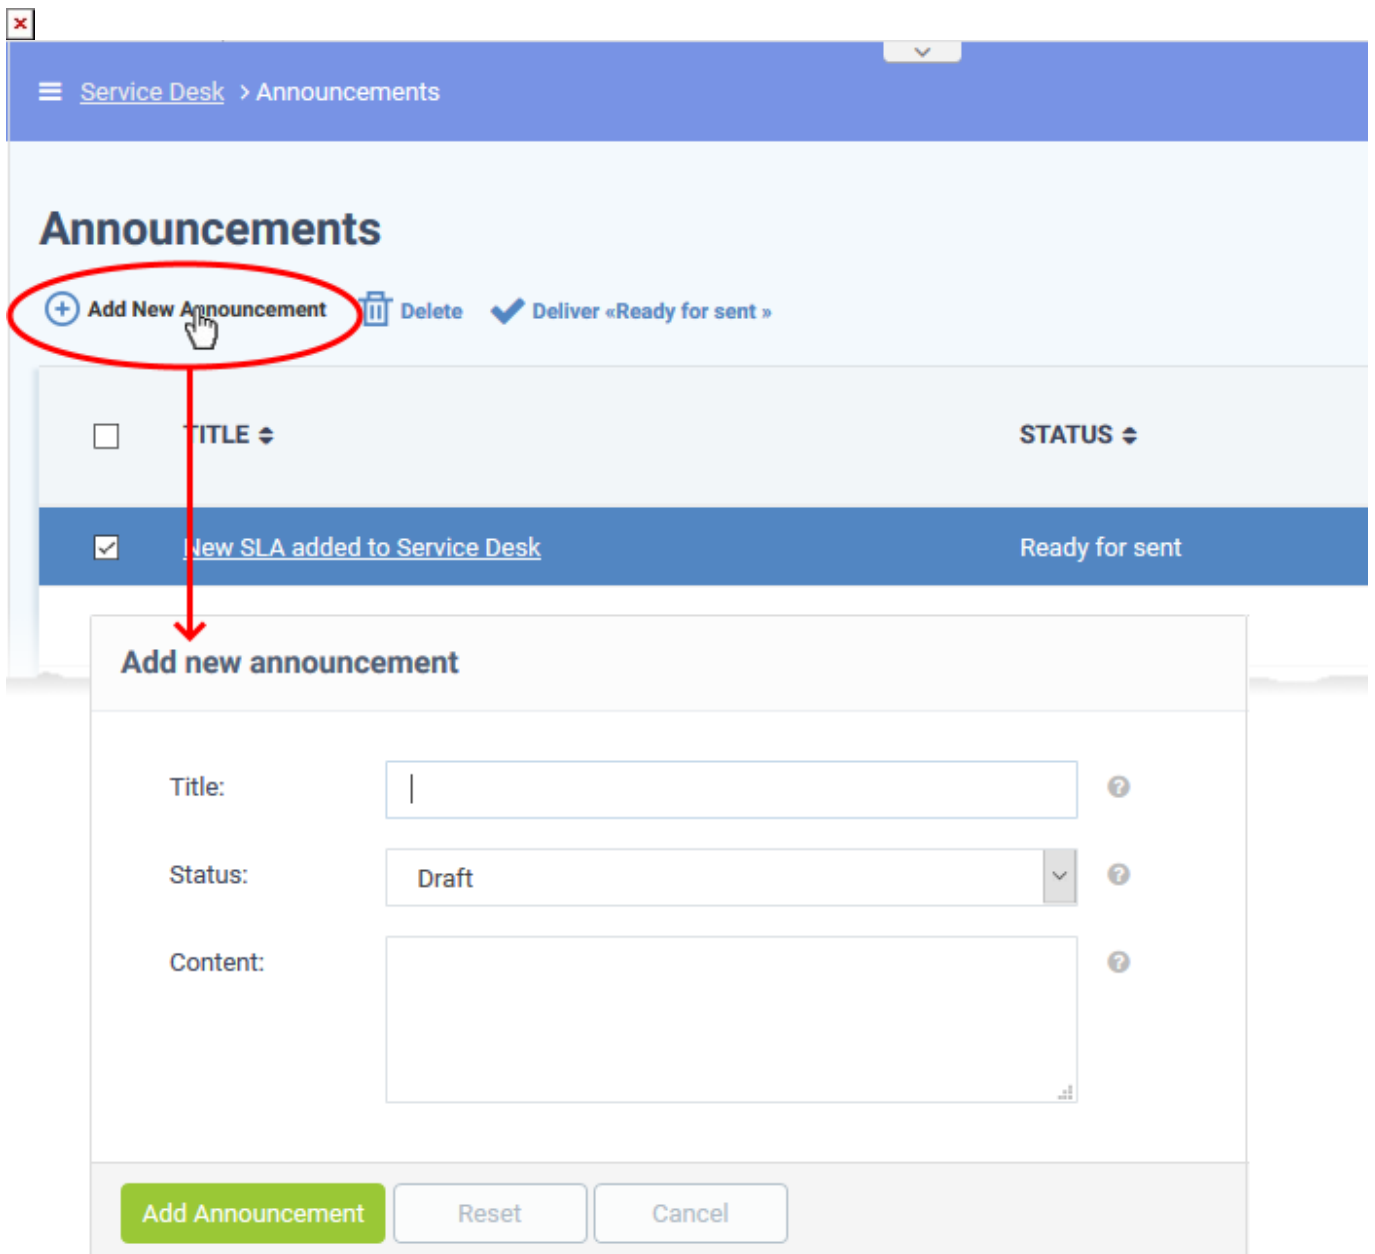 Service Desk > Announcements
Announcements
Add New Announcement Delete Deliver «Ready for sent »
TITLE STATUS
New SLA added to Service Desk Ready for sent
Add new announcement
Title:
Status: Draft
Content:
Add Announcement Reset Cancel